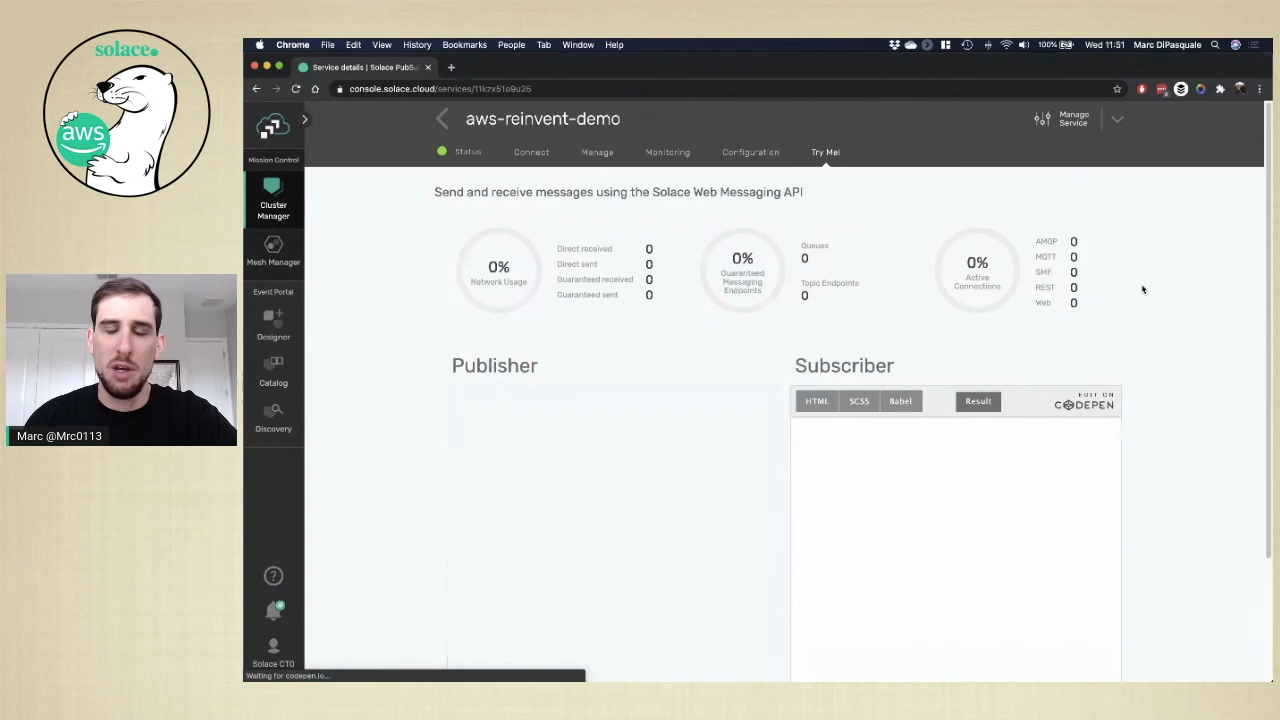 solace.
aws
Marc @Mrc0113
Chrome File Edit View History Bookmarks People Tab Window Help
100% Wed 11:51 Marc DiPasquale
Service details | Solace PubSu
console.solace.cloud/services/11kzx51o9u25
aws-reinvent-demo
Manage Service
Status Connect Manage Monitoring Configuration Try Me!
Mission Control
Cluster Manager
Mesh Manager
Event Portal
Designer
Catalog
Discovery
Solace CTO
Send and receive messages using the Solace Web Messaging API
0%
Network Usage
Direct received 0
Direct sent 0
Guaranteed received 0
Guaranteed sent 0
0%
Guaranteed Messaging Endpoints
Queues
0
Topic Endpoints
0
0%
Active Connections
AMQP 0
MQTT 0
SMF 0
REST 0
Web 0
Publisher
Subscriber
HTML SCSS Babel Result
EDIT ON
CODEPEN
Waiting for codepen.io...